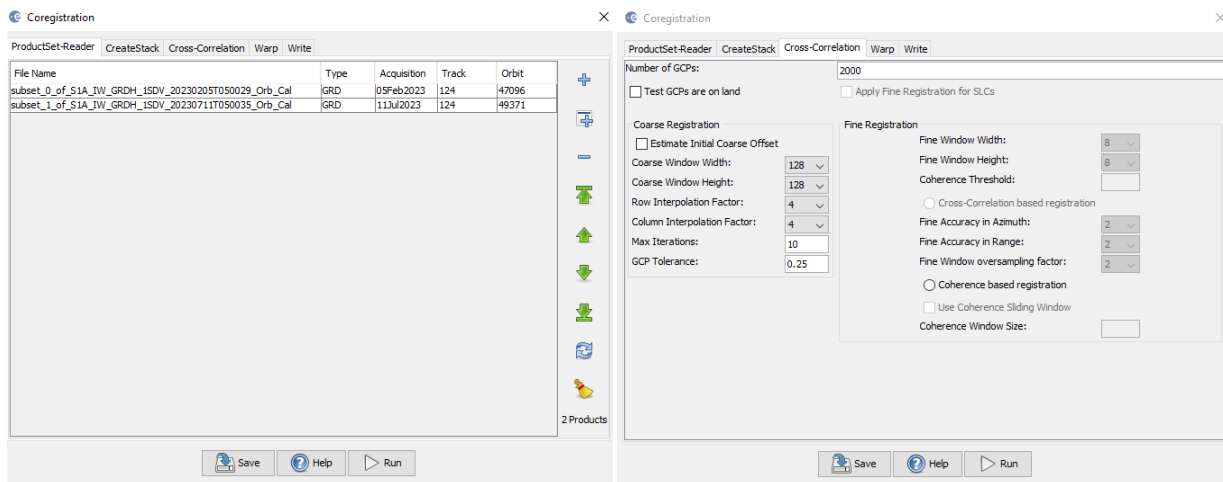 Coregistration
ProductSet-Reader CreateStack Cross-Correlation Warp Write
File Name Type Acquisition Track Orbit
subset_0_of_S1A_IW_GRDH_1SDV_20230205T050029_Orb_Cal GRD 05Feb2023 124 47096
subset_1_of_S1A_IW_GRDH_1SDV_20230711T050035_Orb_Cal GRD 11Jul2023 124 49371
2 Products
Save Help Run
Coregistration
ProductSet-Reader CreateStack Cross-Correlation Warp Write
Number of GCPs: 2000
Test GCPs are on land Apply Fine Registration for SLCs
Coarse Registration
Estimate Initial Coarse Offset
Coarse Window Width: 128
Coarse Window Height: 128
Row Interpolation Factor: 4
Column Interpolation Factor: 4
Max Iterations: 10
GCP Tolerance: 0.25
Fine Registration
Fine Window Width: 8
Fine Window Height: 8
Coherence Threshold:
Cross-Correlation based registration
Fine Accuracy in Azimuth: 2
Fine Accuracy in Range: 2
Fine Window oversampling factor: 2
Coherence based registration
Use Coherence Sliding Window
Coherence Window Size:
Save Help Run